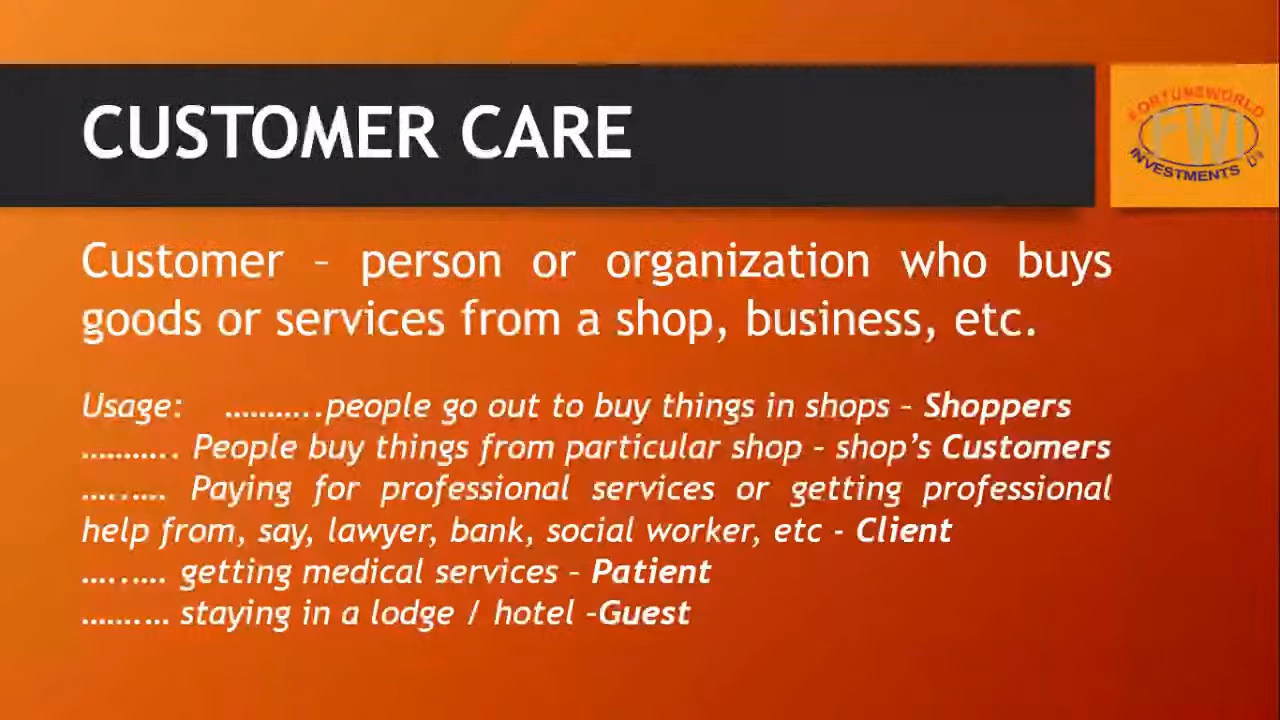 CUSTOMER CARE
FORTUNEWORLD
FWI
INVESTMENTS
Customer – person or organization who buys
goods or services from a shop, business, etc.
Usage: ………..people go out to buy things in shops – Shoppers
……….. People buy things from particular shop – shop’s Customers
…..…. Paying for professional services or getting professional
help from, say, lawyer, bank, social worker, etc - Client
…..…. getting medical services – Patient
…….… staying in a lodge / hotel –Guest